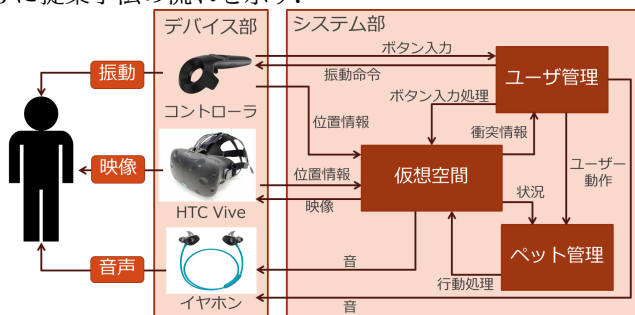 らに提案手法の流れを示す．
デバイス部
システム部
ボタン入力
振動命令
振動
コントローラ
ユーザ管理
ボタン入力処理
位置情報
衝突情報
映像
位置情報
仮想空間
ユーザー
動作
HTC Vive
映像
状況
ペット管理
音声
音
行動処理
イヤホン
音